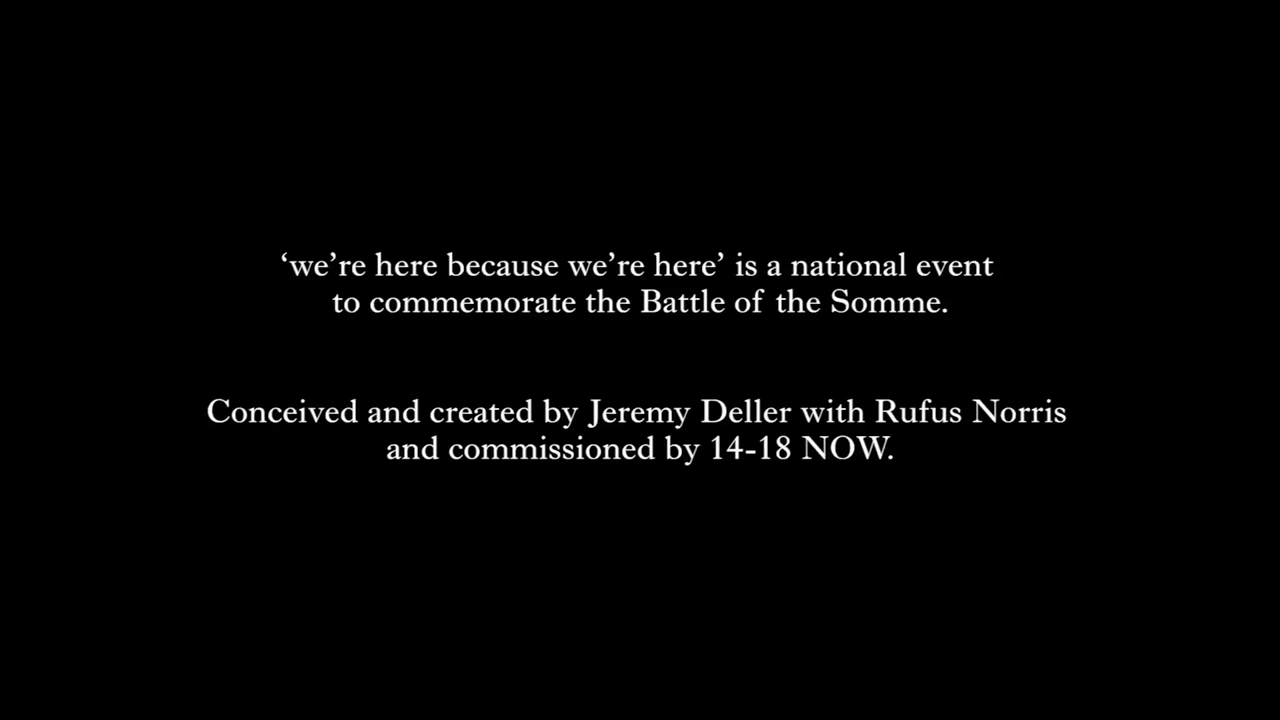 ‘we’re here because we’re here’ is a national event
to commemorate the Battle of the Somme.
Conceived and created by Jeremy Deller with Rufus Norris
and commissioned by 14-18 NOW.